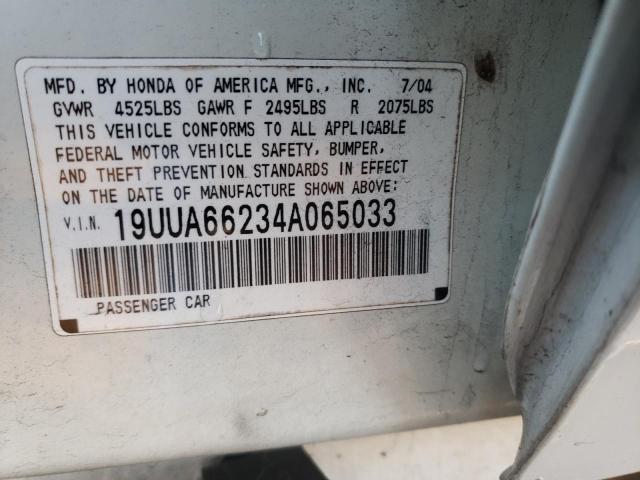 MFD. BY HONDA OF AMERICA MFG., INC. 7/04
GVWR 4525LBS GAWR F 2495LBS R 2075LBS
THIS VEHICLE CONFORMS TO ALL APPLICABLE
FEDERAL MOTOR VEHICLE SAFETY, BUMPER,
AND THEFT PREVENTION STANDARDS IN EFFECT
ON THE DATE OF MANUFACTURE SHOWN ABOVE:
V.I.N. 19UUA66234A065033
PASSENGER CAR